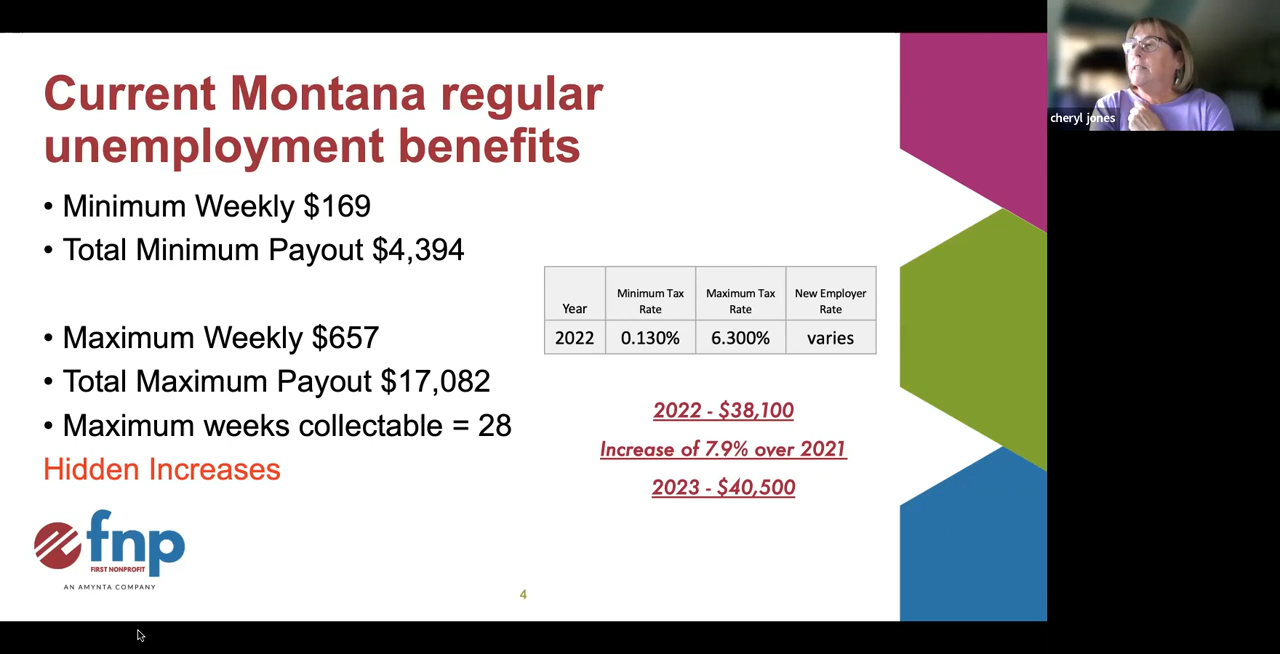 Current Montana regular
unemployment benefits
• Minimum Weekly $169
• Total Minimum Payout $4,394
• Maximum Weekly $657
• Total Maximum Payout $17,082
• Maximum weeks collectable = 28
Hidden Increases
Year Minimum Tax Rate Maximum Tax Rate New Employer Rate
2022 0.130% 6.300% varies
2022 - $38,100
Increase of 7.9% over 2021
2023 - $40,500
fnp
FIRST NONPROFIT
AN AMYNTA COMPANY
4
cheryl jones